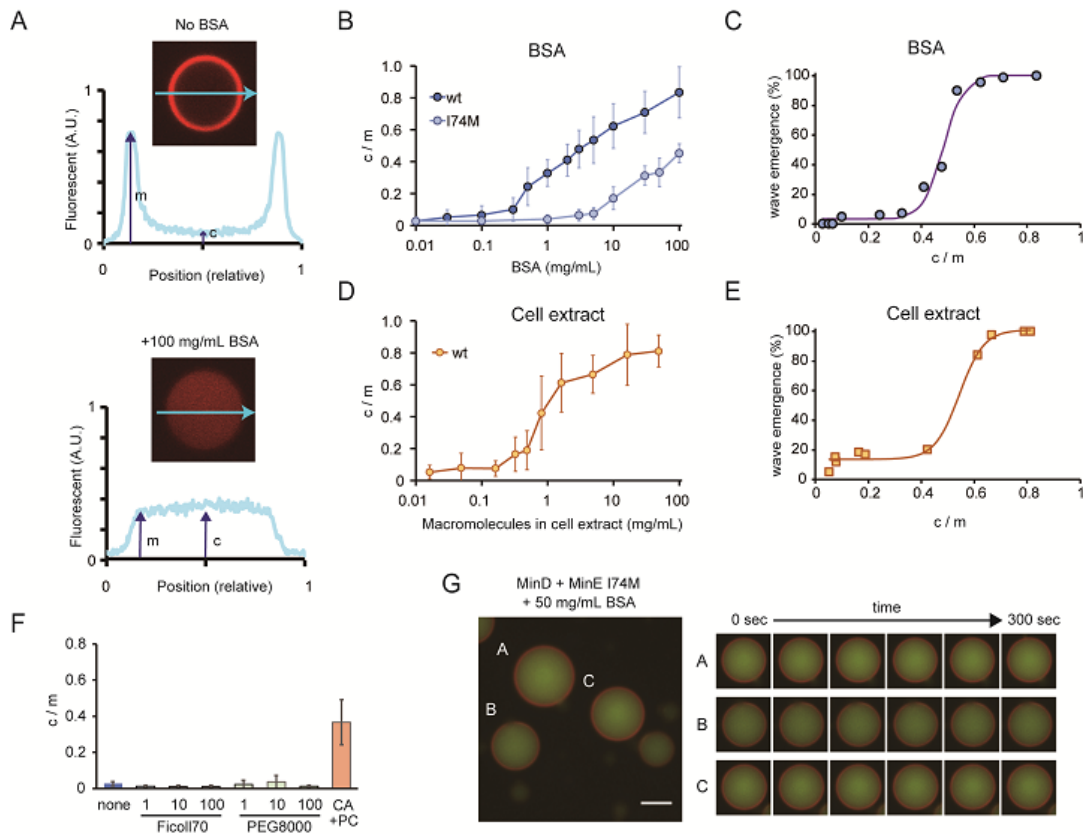 A
No BSA
Fluorescent (A.U.)
1
0
m
c
0
1
Position (relative)
+100 mg/mL BSA
Fluorescent (A.U.)
1
0
m
c
0
1
Position (relative)
B
BSA
wt
I74M
c / m
1.0
0.8
0.6
0.4
0.2
0
0.01 0.1 1 10 100
BSA (mg/mL)
C
BSA
wave emergence (%)
100
80
60
40
20
0
0 0.2 0.4 0.6 0.8 1
c / m
D
Cell extract
wt
c / m
1.0
0.8
0.6
0.4
0.2
0
0.01 0.1 1 10 100
Macromolecules in cell extract (mg/mL)
E
Cell extract
wave emergence (%)
100
80
60
40
20
0
0 0.2 0.4 0.6 0.8 1
c / m
F
c / m
0.8
0.6
0.4
0.2
0
none 1 10 100 1 10 100 CA
+PC
Ficoll70 PEG8000
G
MinD + MinE I74M
+ 50 mg/mL BSA
A
B
C
0 sec time 300 sec
A
B
C